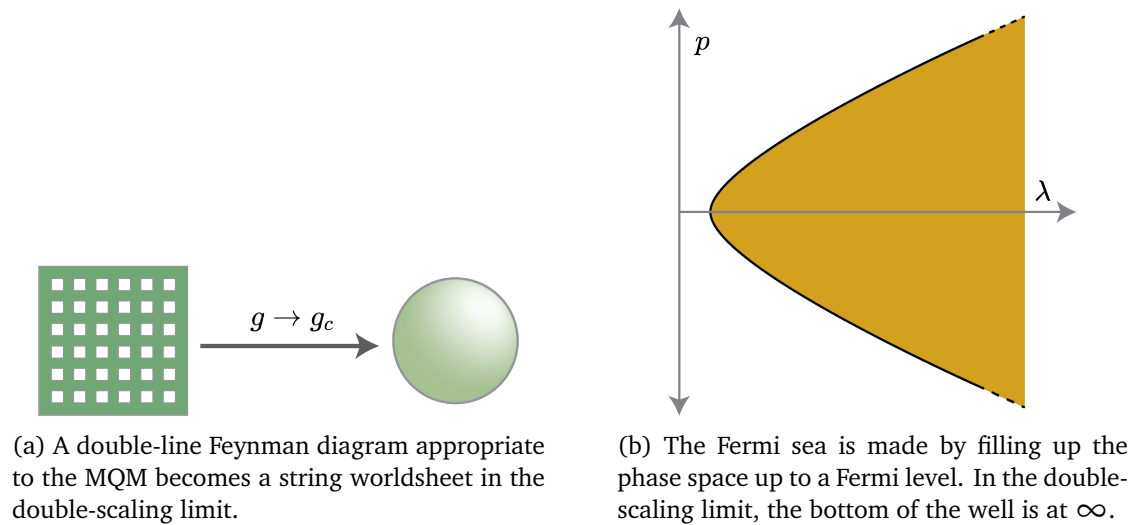 p
λ
g → g_c
(a) A double-line Feynman diagram appropriate
to the MQM becomes a string worldsheet in the
double-scaling limit.
(b) The Fermi sea is made by filling up the
phase space up to a Fermi level. In the double-
scaling limit, the bottom of the well is at ∞.